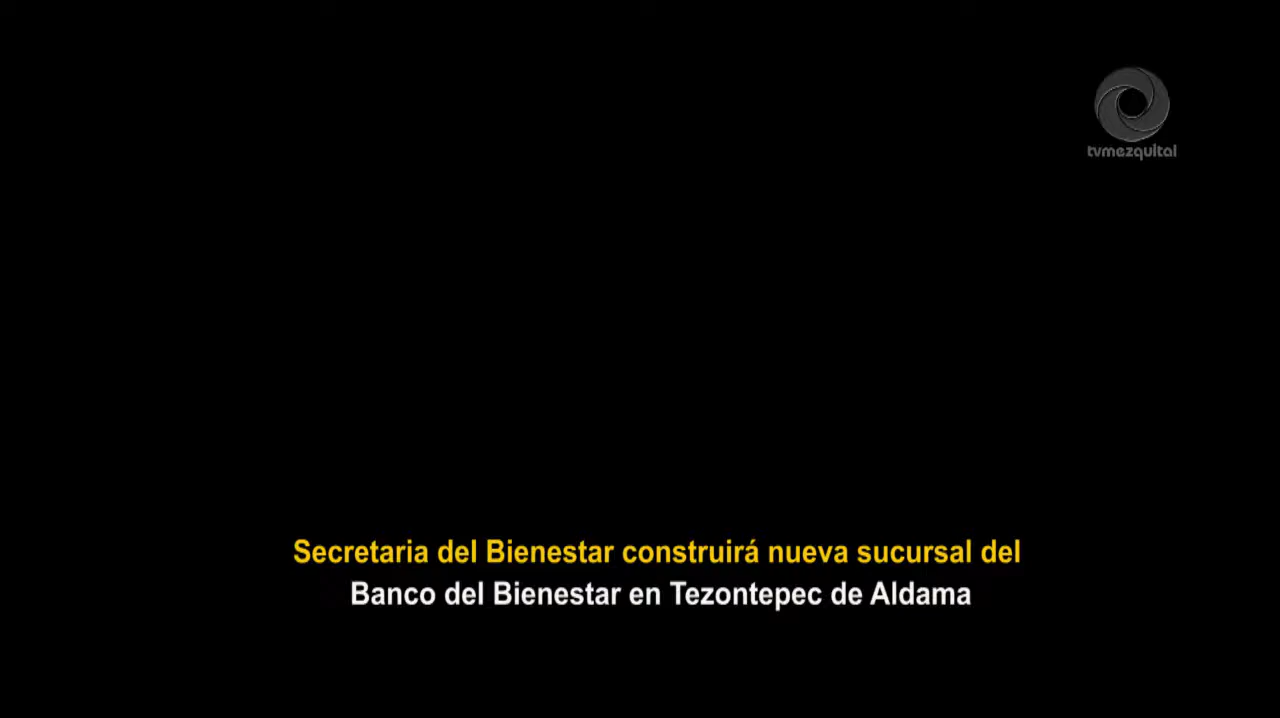 tvmezquital
Secretaria del Bienestar construirá nueva sucursal del
Banco del Bienestar en Tezontepec de Aldama